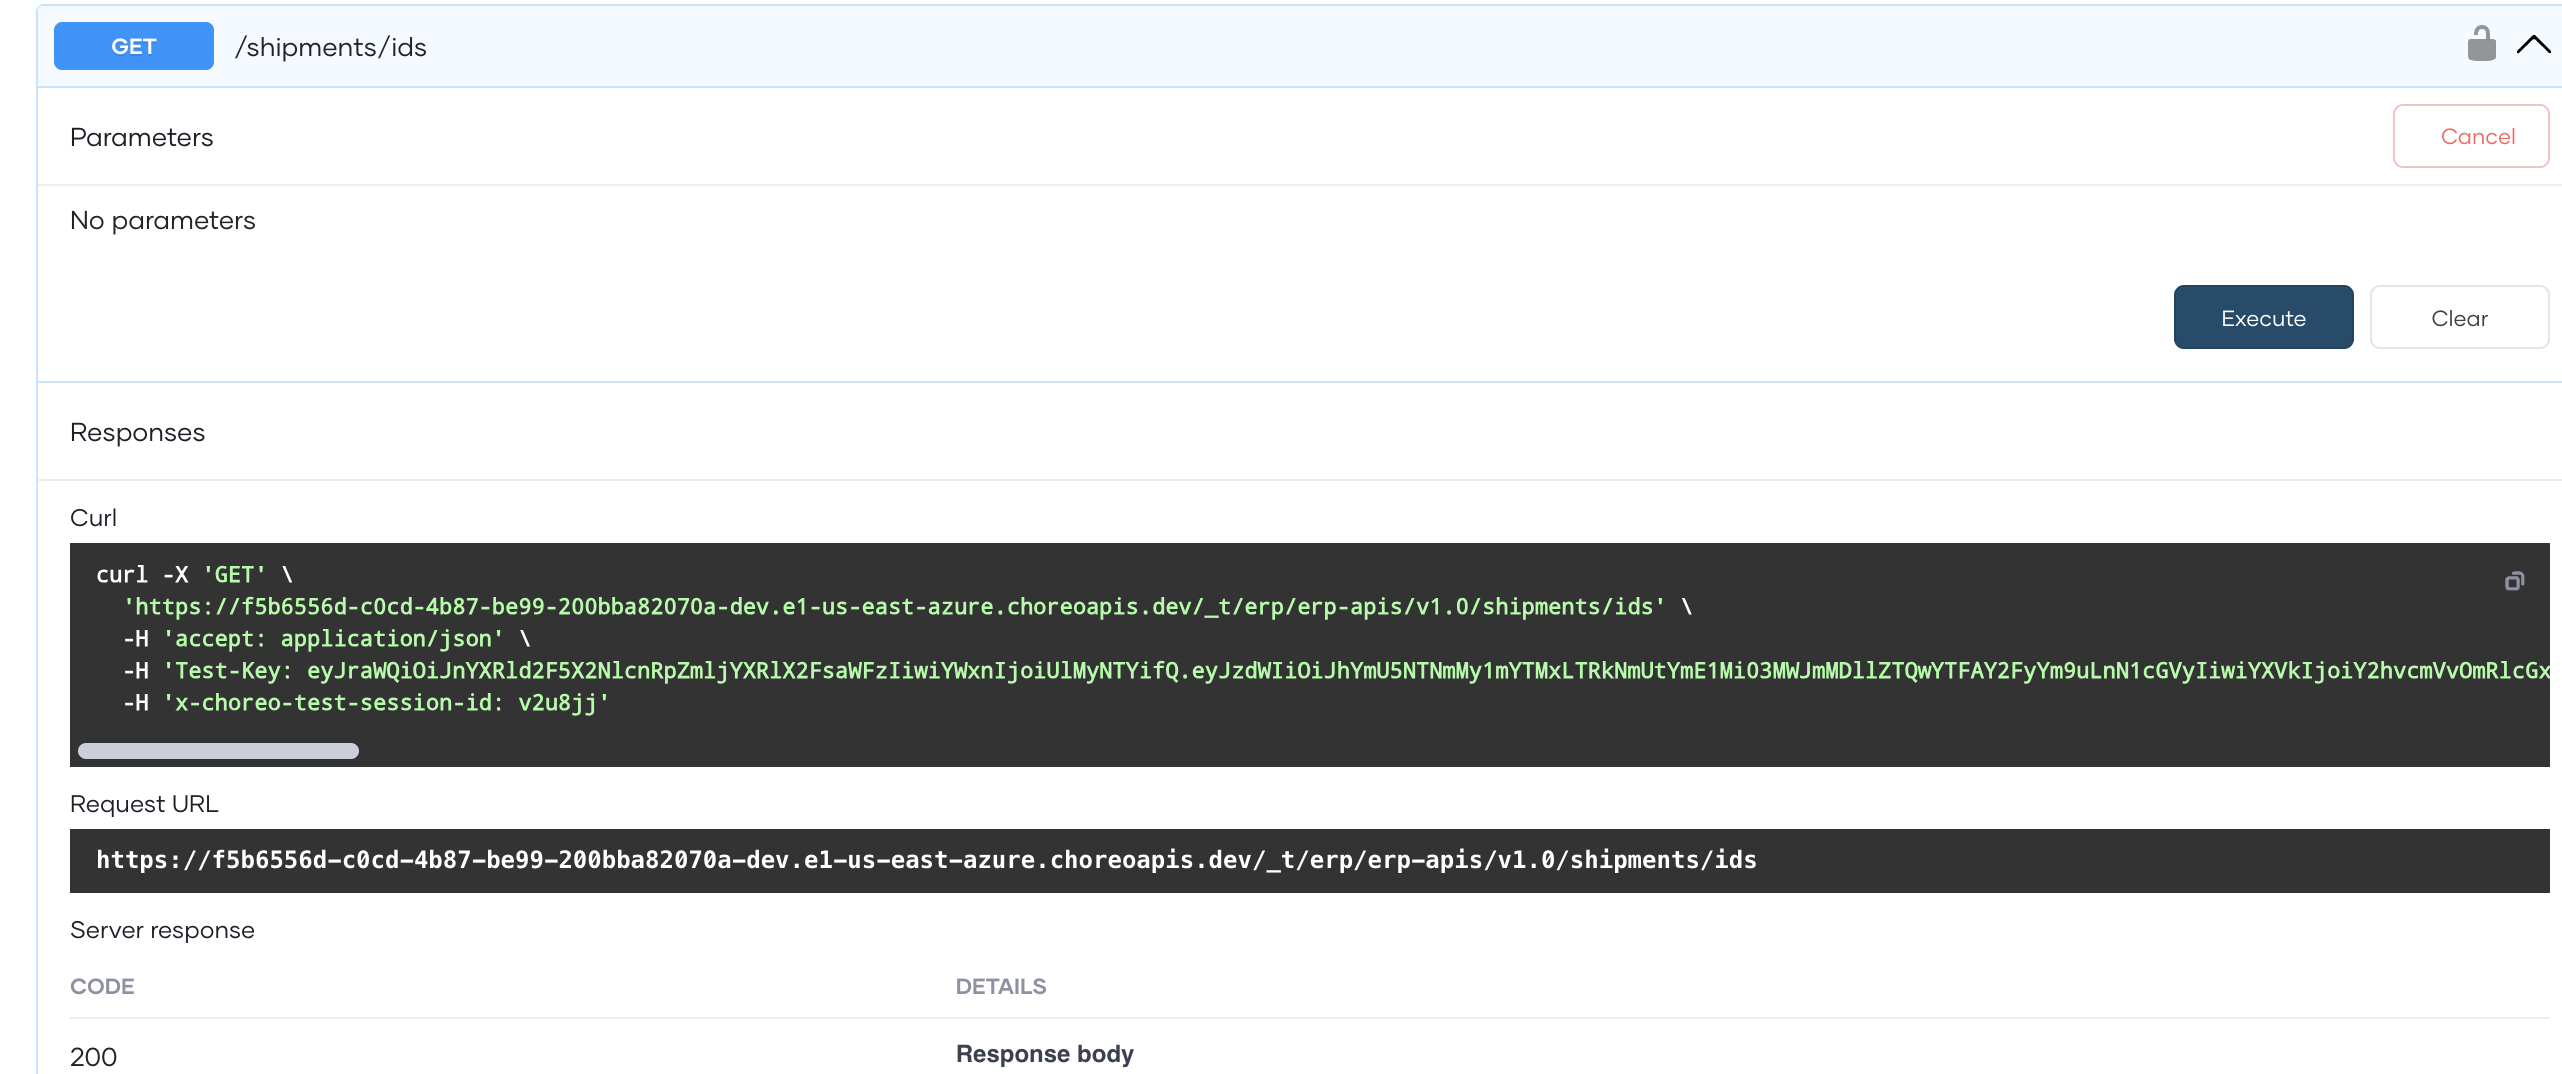 GET /shipments/ids
Parameters
Cancel
No parameters
Execute
Clear
Responses
Curl
curl -X 'GET' \
'https://f5b6556d-c0cd-4b87-be99-200bba82070a-dev.e1-us-east-azure.choreoapis.dev/_t/erp/erp-apis/v1.0/shipments/ids' \
-H 'accept: application/json' \
-H 'Test-Key: eyJraWQiOiJnYXRld2F5X2NlcnRpZmljYXRlX2FsaWFzIiwiYWxnIjoiUlMyNTYifQ.eyJzdWIiOiJhYmU5NTNmMy1mYTMxLTRkNmUtYmE1Mi03MWJmMDllZTQwYTFAY2FyYm9uLnN1cGVyIiwiYXVkIjoiY2hvcmVvOmRlcGx
-H 'x-choreo-test-session-id: v2u8jj'
Request URL
https://f5b6556d-c0cd-4b87-be99-200bba82070a-dev.e1-us-east-azure.choreoapis.dev/_t/erp/erp-apis/v1.0/shipments/ids
Server response
CODE DETAILS
200 Response body